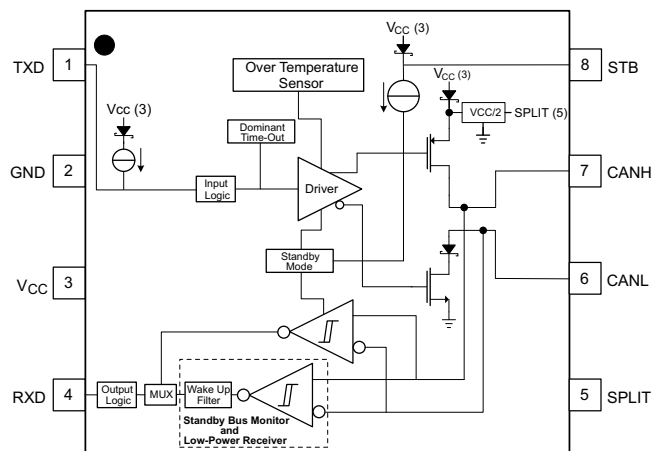 VCC (3)
TXD
1
8
STB
Over Temperature
Sensor
VCC (3)
Vcc (3)
VCC/2
SPLIT (5)
Dominant
Time-Out
GND
2
7
CANH
Input
Logic
Driver
Standby
Mode
VCC
3
6
CANL
RXD
4
Output
Logic
MUX
Wake Up
Filter
5
SPLIT
Standby Bus Monitor
and
Low-Power Receiver